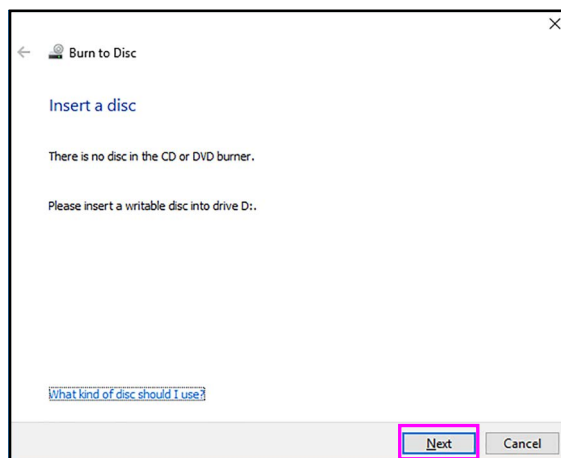 Burn to Disc
Insert a disc
There is no disc in the CD or DVD burner.
Please insert a writable disc into drive D:.
What kind of disc should I use?
Next Cancel